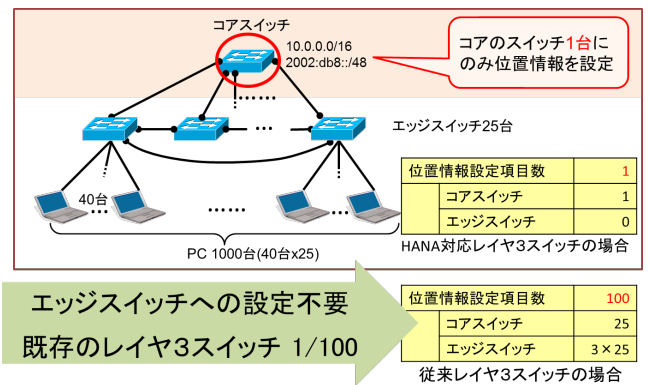 コアスイッチ
10.0.0.0/16
2002:db8::/48
コアのスイッチ1台に
のみ位置情報を設定
エッジスイッチ25台
40台
PC 1000台(40台x25)
位置情報設定項目数 1
コアスイッチ 1
エッジスイッチ 0
HANA対応レイヤ3スイッチの場合
エッジスイッチへの設定不要
既存のレイヤ3スイッチ 1/100
位置情報設定項目数 100
コアスイッチ 25
エッジスイッチ 3×25
従来レイヤ3スイッチの場合